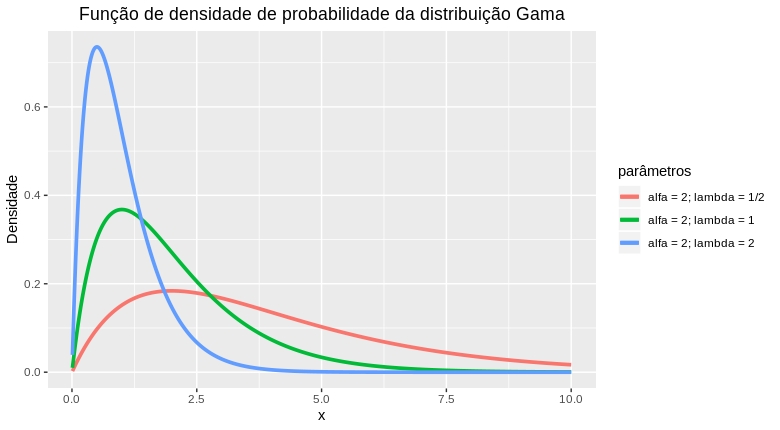 Função de densidade de probabilidade da distribuição Gama
Densidade
0.6
0.4
0.2
0.0
0.0 2.5 5.0 7.5 10.0
x
parâmetros
alfa = 2; lambda = 1/2
alfa = 2; lambda = 1
alfa = 2; lambda = 2